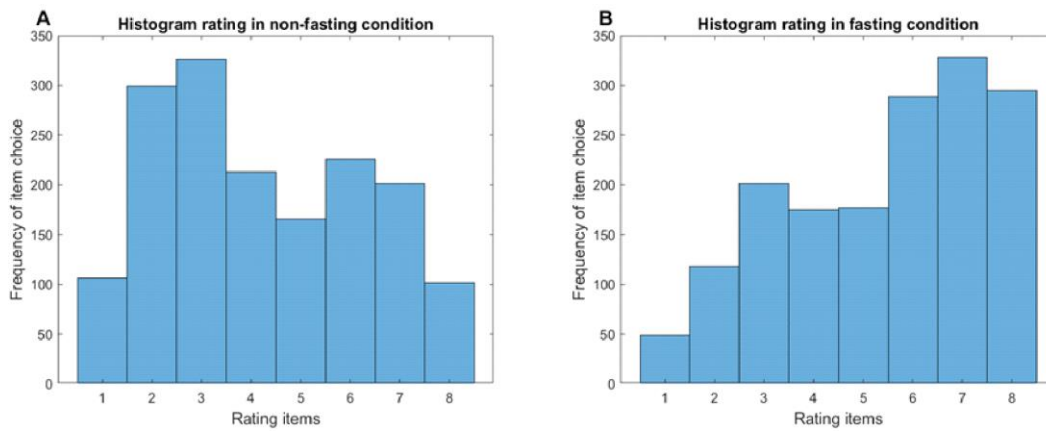 A
Histogram rating in non-fasting condition
350
300
250
200
150
100
50
0
Frequency of item choice
1 2 3 4 5 6 7 8
Rating items
B
Histogram rating in fasting condition
350
300
250
200
150
100
50
0
Frequency of item choice
1 2 3 4 5 6 7 8
Rating items